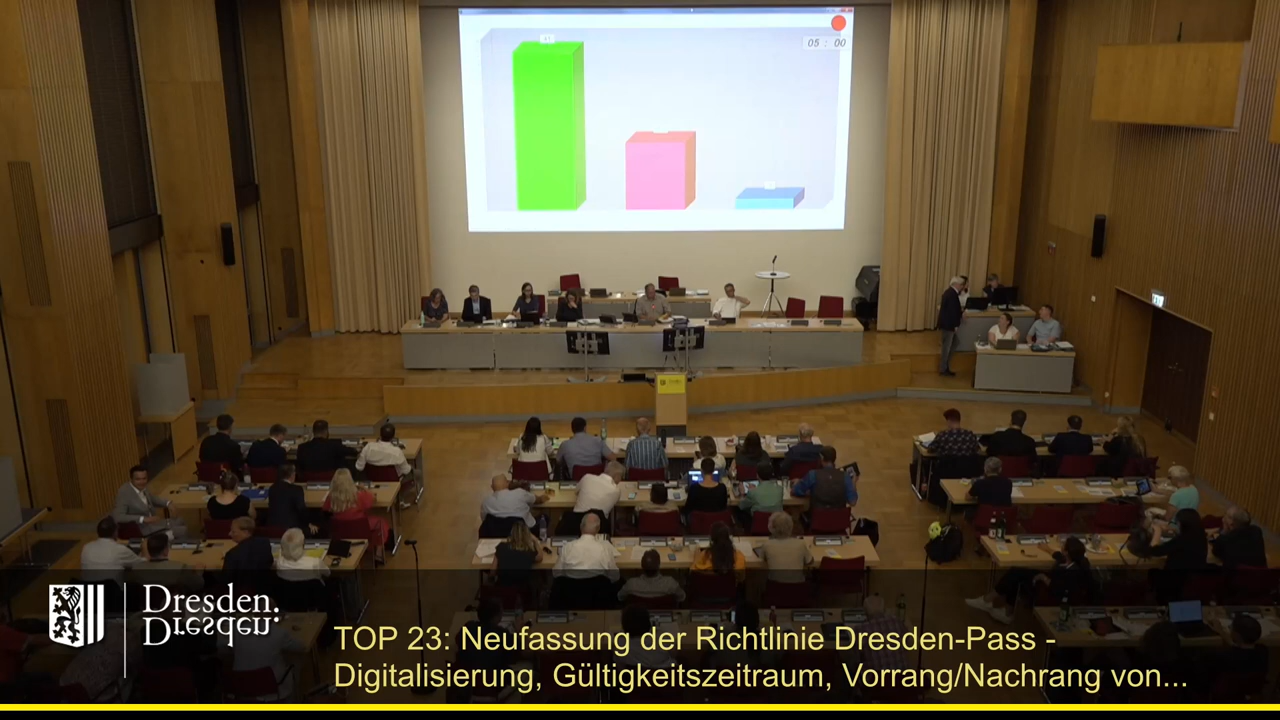 05 : 00
Dresden.
Dresden.
TOP 23: Neufassung der Richtlinie Dresden-Pass -
Digitalisierung, Gültigkeitszeitraum, Vorrang/Nachrang von...